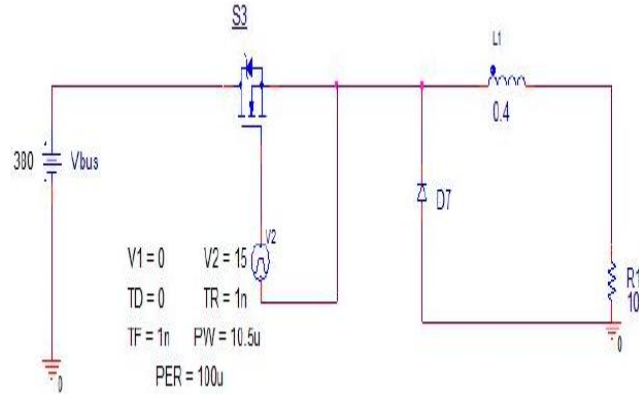 S3
L1
0.4
380 Vbus
D7
V2
V1 = 0 V2 = 15
TD = 0 TR = 1n
TF = 1n PW = 10.5u
PER = 100u
R1
10
0
0